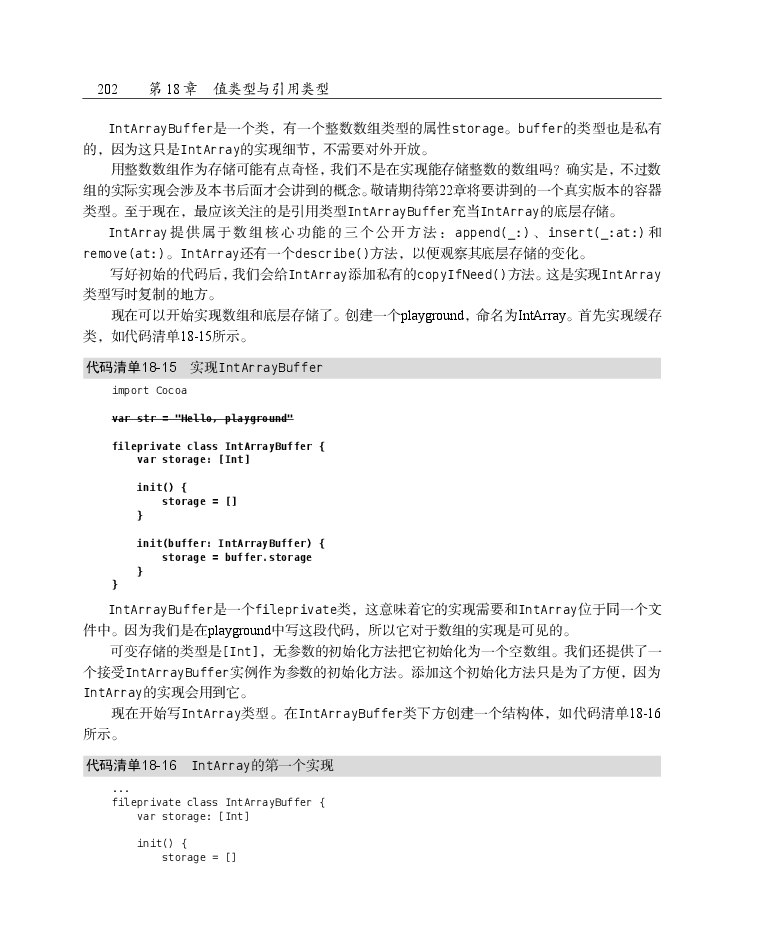 202 第 18 章 值类型与引用类型
IntArrayBuffer是一个类，有一个整数数组类型的属性storage。buffer的类型也是私有
的，因为这只是IntArray的实现细节，不需要对外开放。
用整数数组作为存储可能有点奇怪，我们不是在实现能存储整数的数组吗？确实是，不过数
组的实际实现会涉及本书后面才会讲到的概念。敬请期待第22章将要讲到的一个真实版本的容器
类型。至于现在，最应该关注的是引用类型IntArrayBuffer充当IntArray的底层存储。
IntArray 提供属于数组核心功能的三个公开方法：append(_:)、insert(_:at:)和
remove(at:)。IntArray还有一个describe()方法，以便观察其底层存储的变化。
写好初始的代码后，我们会给IntArray添加私有的copyIfNeed()方法。这是实现IntArray
类型写时复制的地方。
现在可以开始实现数组和底层存储了。创建一个playground，命名为IntArray。首先实现缓存
类，如代码清单18-15所示。
代码清单18-15 实现IntArrayBuffer
import Cocoa
var str = "Hello, playground"
fileprivate class IntArrayBuffer {
var storage: [Int]
init() {
storage = []
}
init(buffer: IntArrayBuffer) {
storage = buffer.storage
}
}
IntArrayBuffer是一个fileprivate类，这意味着它的实现需要和IntArray位于同一个文
件中。因为我们是在playground中写这段代码，所以它对于数组的实现是可见的。
可变存储的类型是[Int]，无参数的初始化方法把它初始化为一个空数组。我们还提供了一
个接受IntArrayBuffer实例作为参数的初始化方法。添加这个初始化方法只是为了方便，因为
IntArray的实现会用到它。
现在开始写IntArray类型。在IntArrayBuffer类下方创建一个结构体，如代码清单18-16
所示。
代码清单18-16 IntArray的第一个实现
...
fileprivate class IntArrayBuffer {
var storage: [Int]
init() {
storage = []